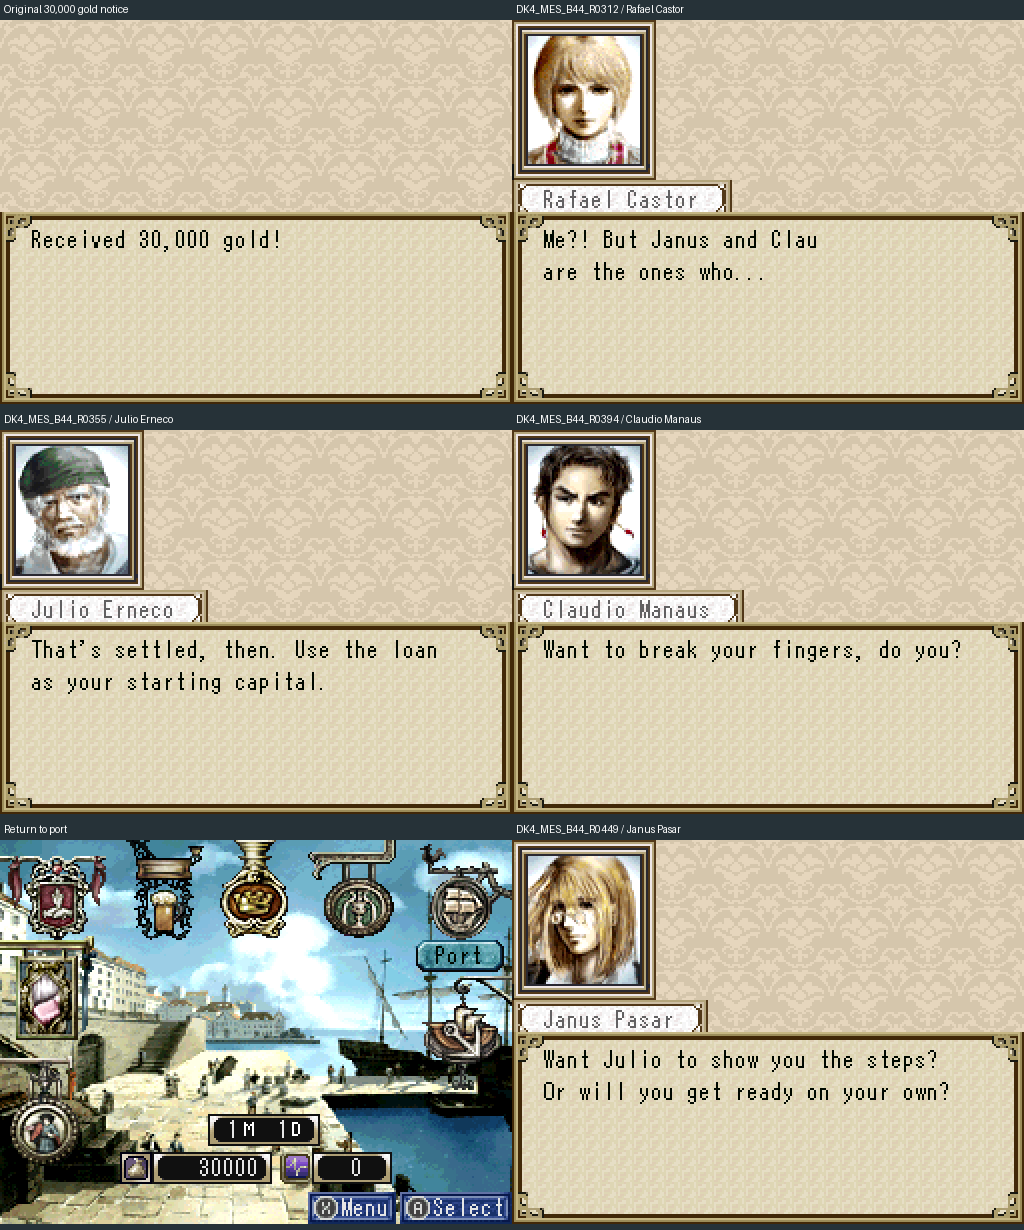 Original 30,000 gold notice
DK4_MES_B44_R0312 / Rafael Castor
Rafael Castor
Received 30,000 gold!
Me?! But Janus and Clau
are the ones who...
DK4_MES_B44_R0355 / Julio Erneco
DK4_MES_B44_R0394 / Claudio Manaus
Julio Erneco
Claudio Manaus
That's settled, then. Use the loan
as your starting capital.
Want to break your fingers, do you?
Return to port
DK4_MES_B44_R0449 / Janus Pasar
Port
1M 1D
30000
0
(X)Menu
(A)Select
Janus Pasar
Want Julio to show you the steps?
Or will you get ready on your own?